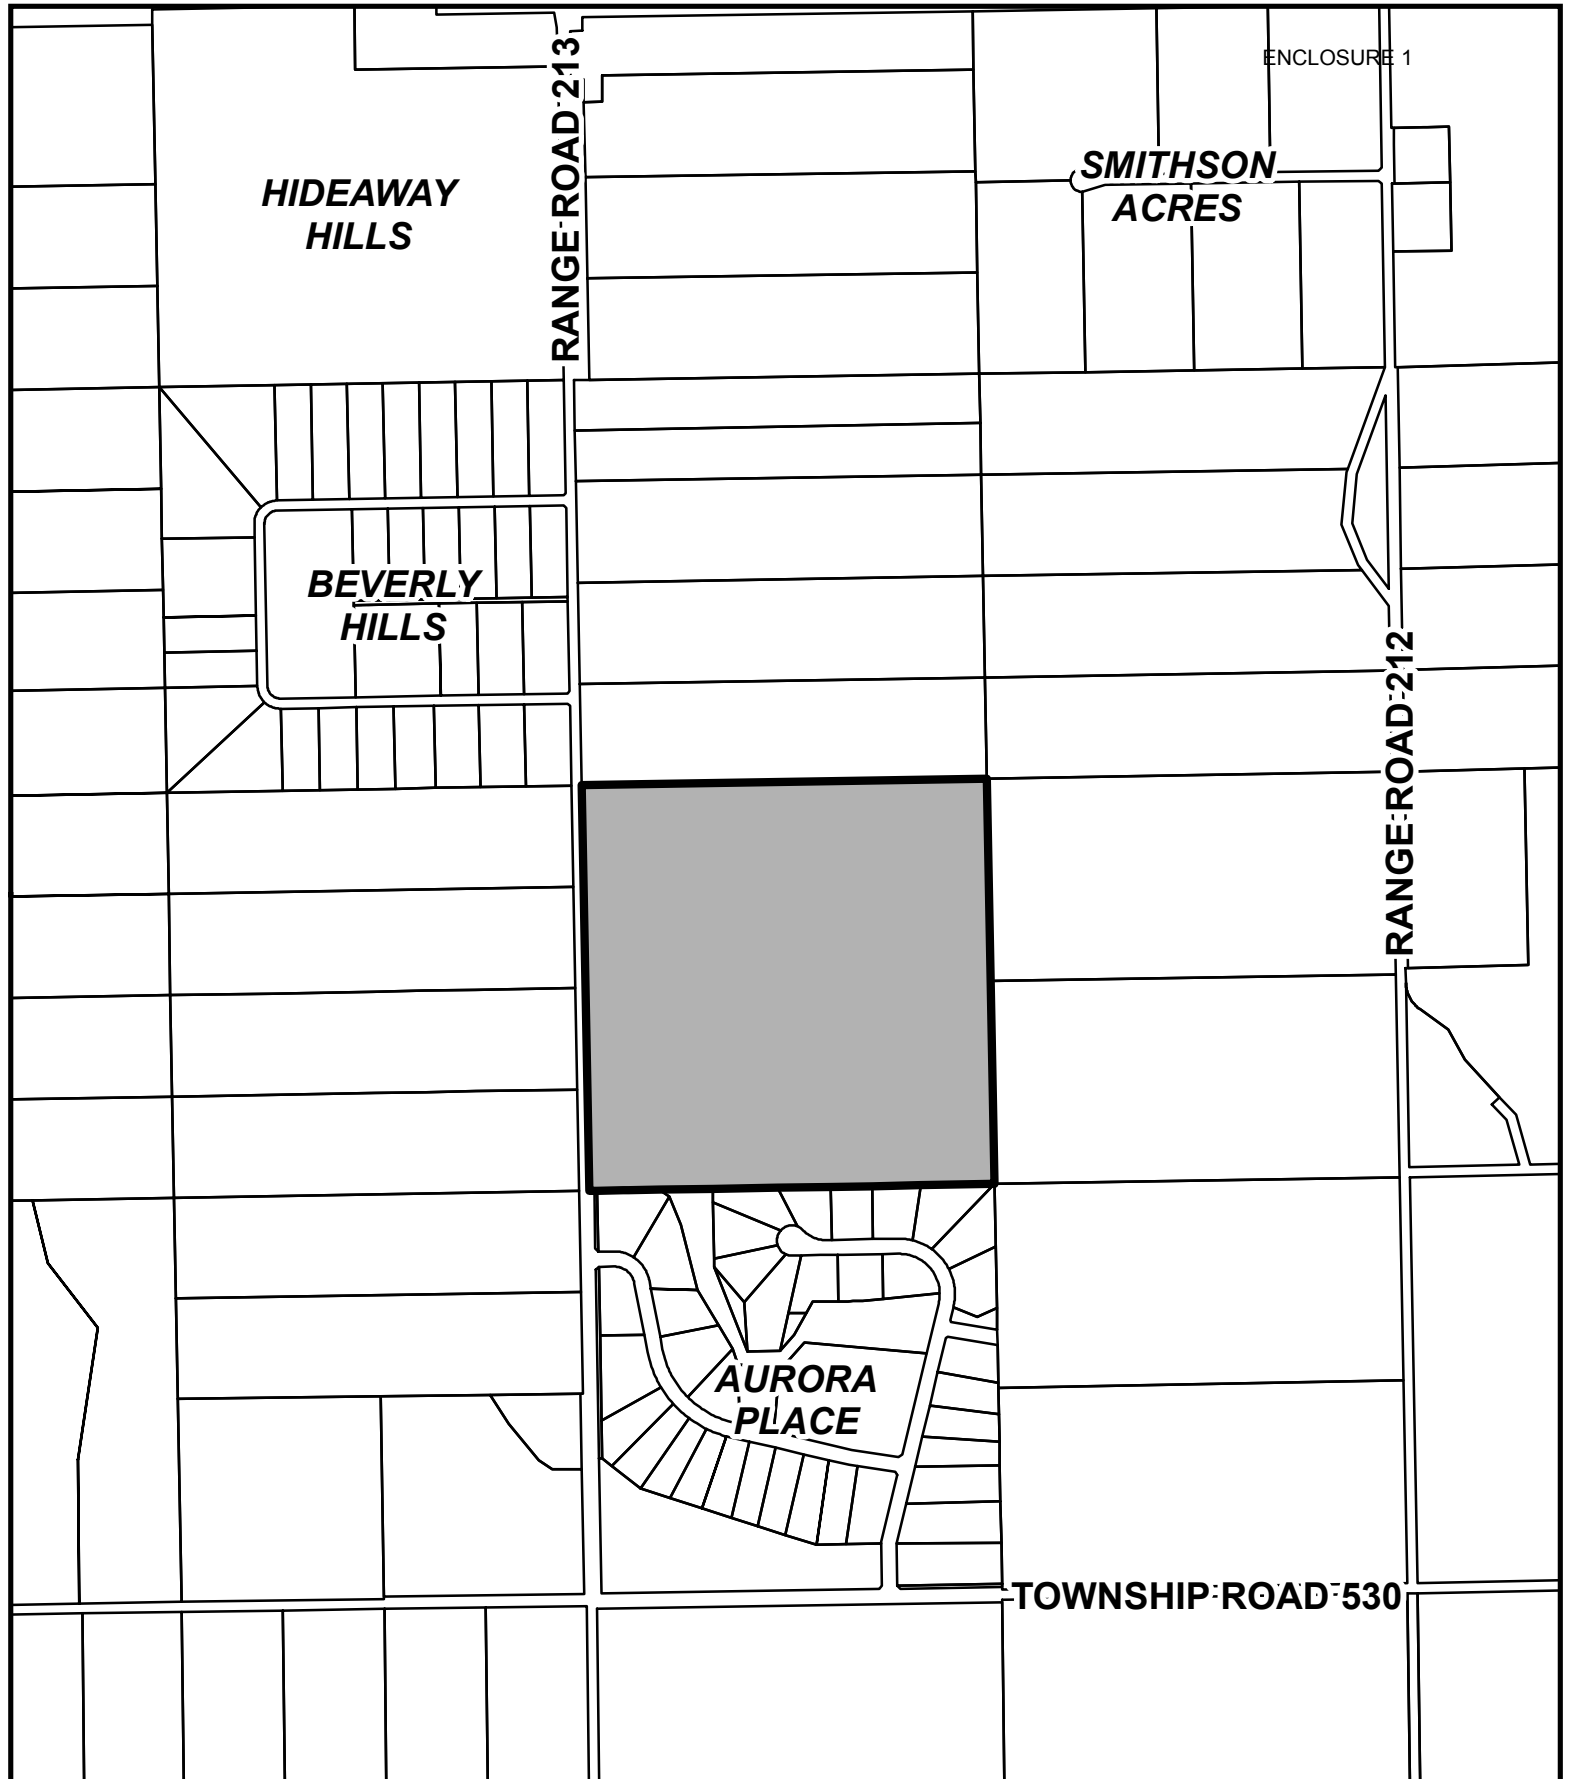 ENCLOSURE 1
RANGE ROAD 213
HIDEAWAY
HILLS
SMITHSON
ACRES
BEVERLY
HILLS
RANGE ROAD 212
AURORA
PLACE
TOWNSHIP ROAD 530